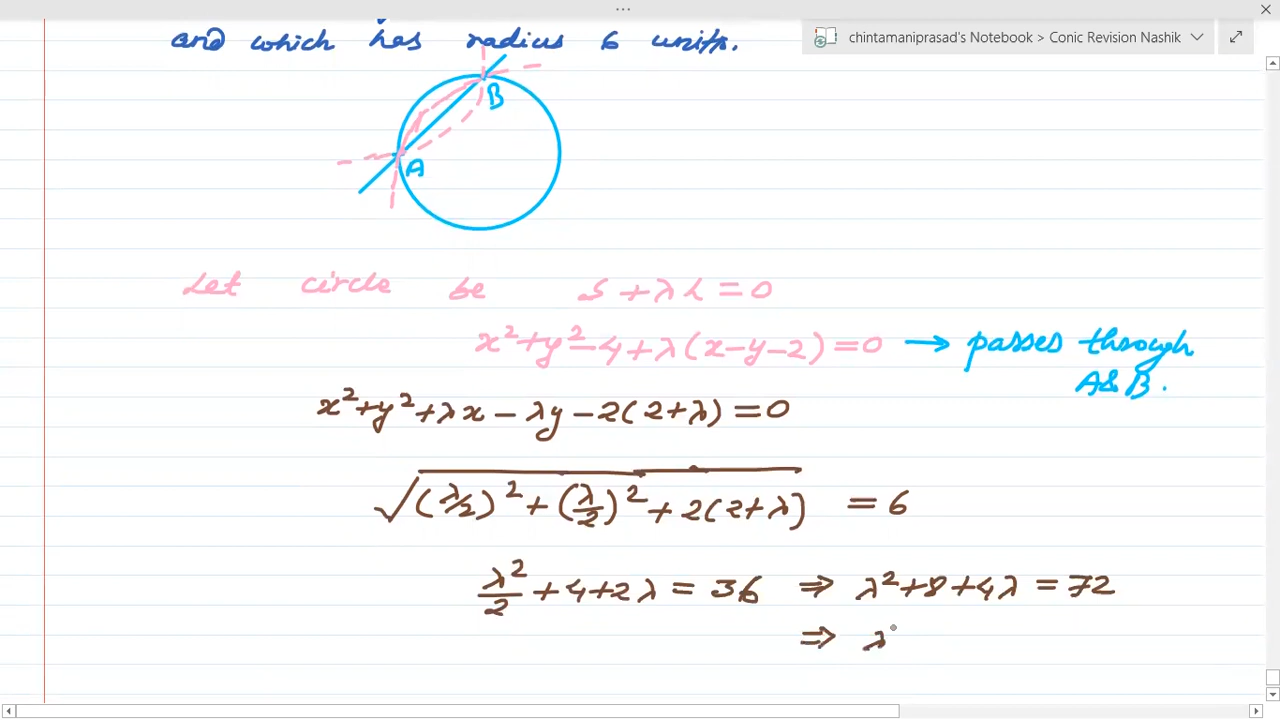 and which has radius 6 units.
chintamaniprasad's Notebook > Conic Revision Nashik
B
A
Let circle be S + λL = 0
x² + y² - 4 + λ(x - y - 2) = 0 → passes through
A & B.
x² + y² + λx - λy - 2(2 + λ) = 0
√((λ/2)² + (λ/2)² + 2(2 + λ)) = 6
λ²/2 + 4 + 2λ = 36 ⇒ λ² + 8 + 4λ = 72
⇒ λ